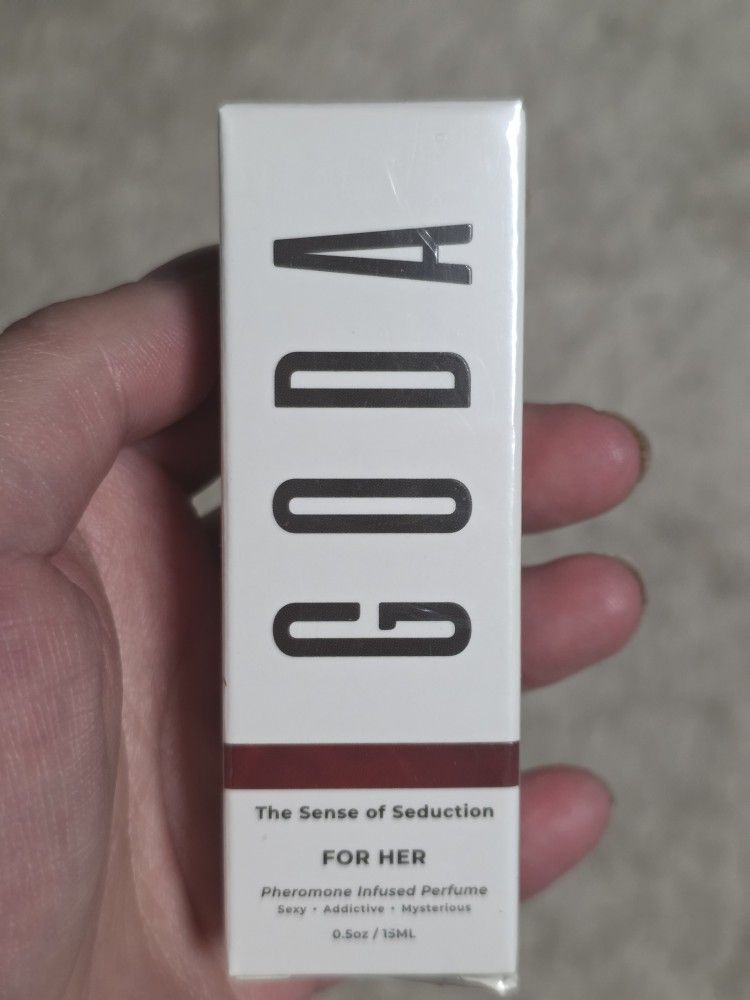 GODA
The Sense of Seduction
FOR HER
Pheromone Infused Perfume
Sexy • Addictive • Mysterious
0.5oz / 15ML